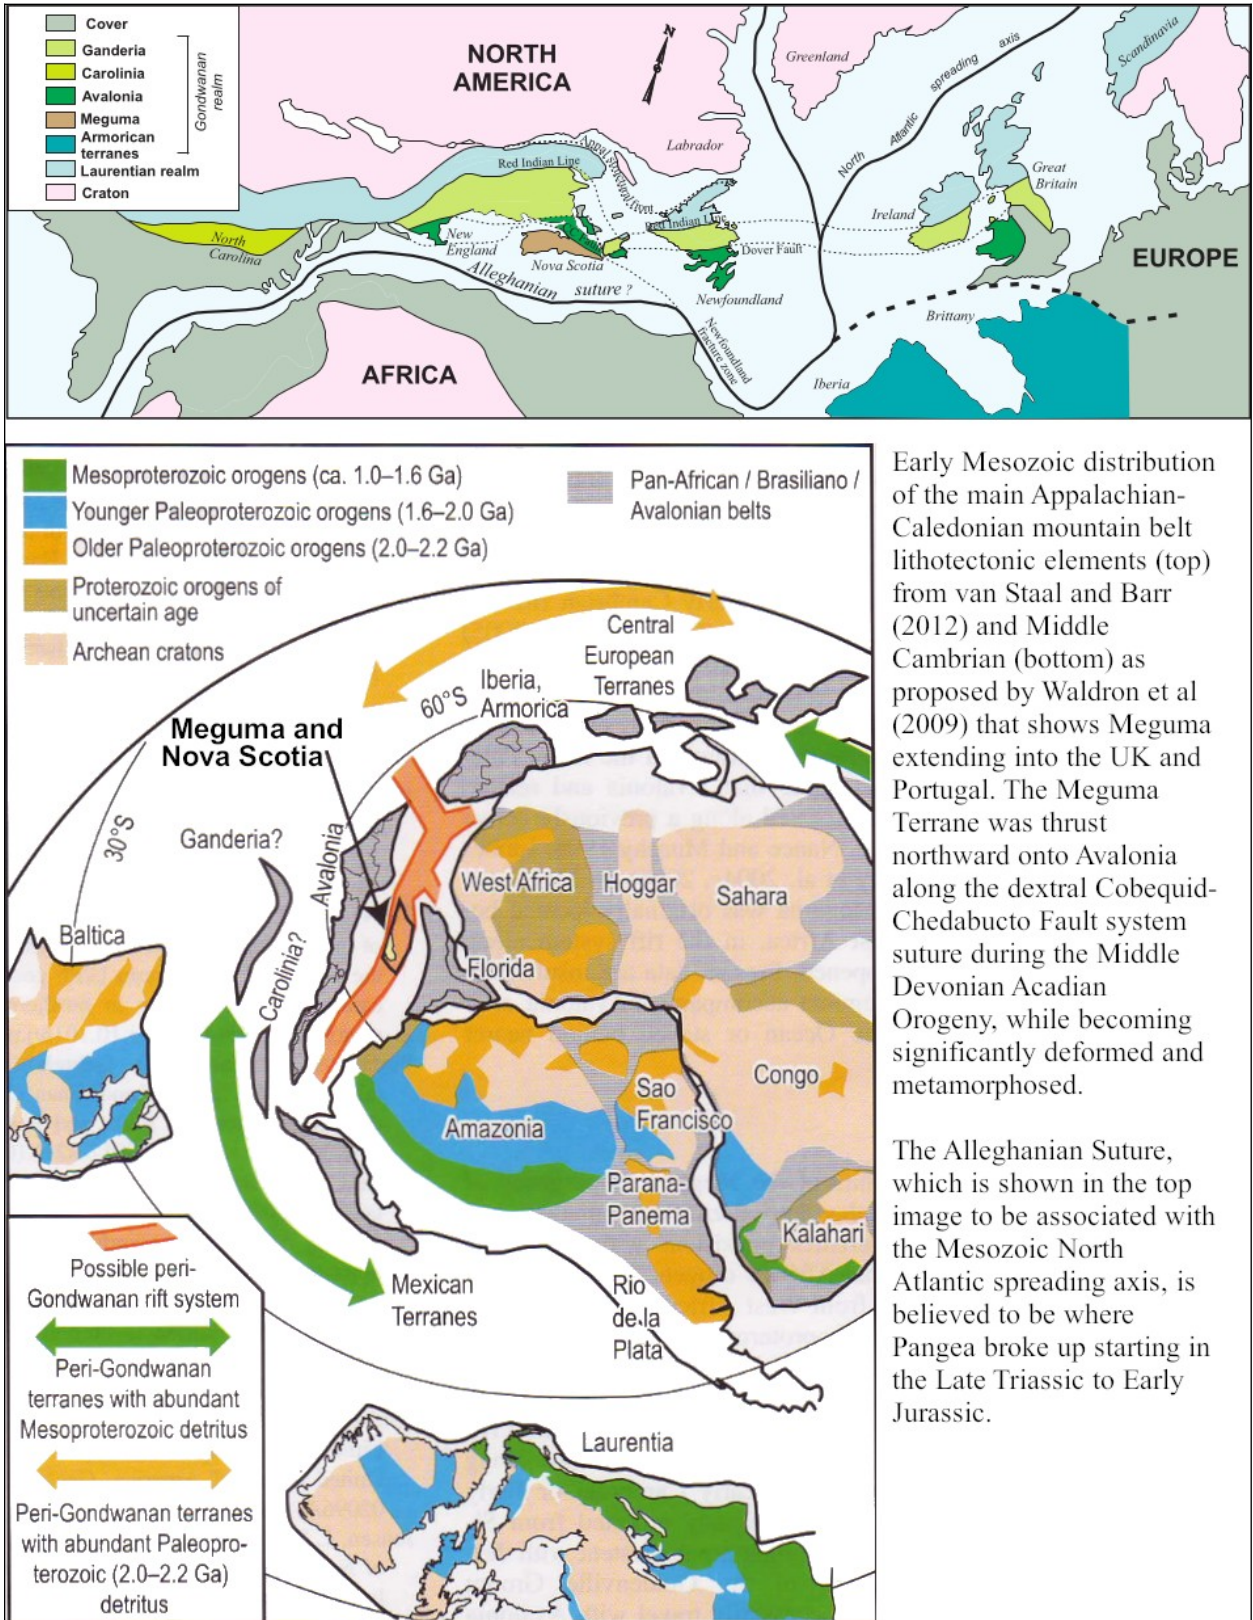 Cover
Ganderia
Carolinia
Avalonia
Meguma
Armorican
terranes
Laurentian realm
Craton
Gondwanan
realm
NORTH
AMERICA
N
Greenland
Labrador
North Atlantic spreading axis
Scandinavia
Great
Britain
Ireland
EUROPE
Red Indian Line
Appal structural front
Red Indian Line
Dover Fault
North
Carolina
New
England
Nova Scotia
Newfoundland
Alleghanian suture ?
Newfoundland
fracture zone
Brittany
Iberia
AFRICA
Mesoproterozoic orogens (ca. 1.0–1.6 Ga)
Younger Paleoproterozoic orogens (1.6–2.0 Ga)
Older Paleoproterozoic orogens (2.0–2.2 Ga)
Proterozoic orogens of
uncertain age
Archean cratons
Pan-African / Brasiliano /
Avalonian belts
Central
European
Terranes
Iberia,
Armorica
60°S
30°S
Meguma and
Nova Scotia
Ganderia?
Avalonia
Carolinia?
Baltica
West Africa
Hoggar
Sahara
Florida
Amazonia
Sao
Francisco
Congo
Parana-
Panema
Kalahari
Rio
de la
Plata
Mexican
Terranes
Laurentia
Possible peri-
Gondwanan rift system
Peri-Gondwanan
terranes with abundant
Mesoproterozoic detritus
Peri-Gondwanan terranes
with abundant Paleopro-
terozoic (2.0–2.2 Ga)
detritus
Early Mesozoic distribution
of the main Appalachian-
Caledonian mountain belt
lithotectonic elements (top)
from van Staal and Barr
(2012) and Middle
Cambrian (bottom) as
proposed by Waldron et al
(2009) that shows Meguma
extending into the UK and
Portugal. The Meguma
Terrane was thrust
northward onto Avalonia
along the dextral Cobequid-
Chedabucto Fault system
suture during the Middle
Devonian Acadian
Orogeny, while becoming
significantly deformed and
metamorphosed.
The Alleghanian Suture,
which is shown in the top
image to be associated with
the Mesozoic North
Atlantic spreading axis, is
believed to be where
Pangea broke up starting in
the Late Triassic to Early
Jurassic.